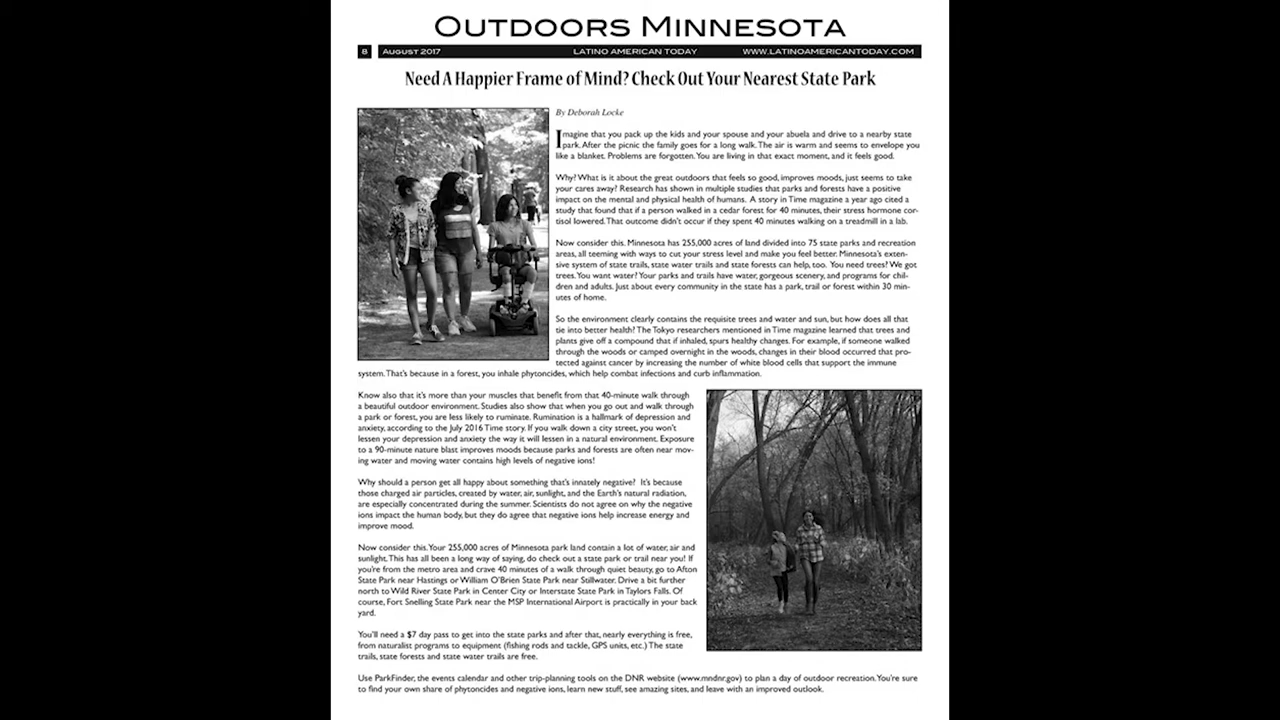 OUTDOORS MINNESOTA
8 AUGUST 2017 LATINO AMERICAN TODAY WWW.LATINOAMERICANTODAY.COM
Need A Happier Frame of Mind? Check Out Your Nearest State Park
By Deborah Locke
Imagine that you pack up the kids and your spouse and your abuela and drive to a nearby state
park. After the picnic the family goes for a long walk. The air is warm and seems to envelope you
like a blanket. Problems are forgotten. You are living in that exact moment, and it feels good.
Why? What is it about the great outdoors that feels so good, improves moods, just seems to take
your cares away? Research has shown in multiple studies that parks and forests have a positive
impact on the mental and physical health of humans. A story in Time magazine a year ago cited a
study that found that if a person walked in a cedar forest for 40 minutes, their stress hormone cor-
tisol lowered. That outcome didn't occur if they spent 40 minutes walking on a treadmill in a lab.
Now consider this. Minnesota has 255,000 acres of land divided into 75 state parks and recreation
areas, all teeming with ways to cut your stress level and make you feel better. Minnesota's exten-
sive system of state trails, state water trails and state forests can help, too. You need trees? We got
trees. You want water? Your parks and trails have water, gorgeous scenery, and programs for chil-
dren and adults. Just about every community in the state has a park, trail or forest within 30 min-
utes of home.
So the environment clearly contains the requisite trees and water and sun, but how does all that
tie into better health? The Tokyo researchers mentioned in Time magazine learned that trees and
plants give off a compound that if inhaled, spurs healthy changes. For example, if someone walked
through the woods or camped overnight in the woods, changes in their blood occurred that pro-
tected against cancer by increasing the number of white blood cells that support the immune
system. That's because in a forest, you inhale phytoncides, which help combat infections and curb inflammation.
Know also that it's more than your muscles that benefit from that 40-minute walk through
a beautiful outdoor environment. Studies also show that when you go out and walk through
a park or forest, you are less likely to ruminate. Rumination is a hallmark of depression and
anxiety, according to the July 2016 Time story. If you walk down a city street, you won't
lessen your depression and anxiety the way it will lessen in a natural environment. Exposure
to a 90-minute nature blast improves moods because parks and forests are often near mov-
ing water and moving water contains high levels of negative ions!
Why should a person get all happy about something that's innately negative? It's because
those charged air particles, created by water, air, sunlight, and the Earth's natural radiation,
are especially concentrated during the summer. Scientists do not agree on why the negative
ions impact the human body, but they do agree that negative ions help increase energy and
improve mood.
Now consider this. Your 255,000 acres of Minnesota park land contain a lot of water, air and
sunlight. This has all been a long way of saying, do check out a state park or trail near you! If
you're from the metro area and crave 40 minutes of a walk through quiet beauty, go to Afton
State Park near Hastings or William O'Brien State Park near Stillwater. Drive a bit further
north to Wild River State Park in Center City or Interstate State Park in Taylors Falls. Of
course, Fort Snelling State Park near the MSP International Airport is practically in your back
yard.
You'll need a $7 day pass to get into the state parks and after that, nearly everything is free,
from naturalist programs to equipment (fishing rods and tackle, GPS units, etc.) The state
trails, state forests and state water trails are free.
Use ParkFinder, the events calendar and other trip-planning tools on the DNR website (www.mndnr.gov) to plan a day of outdoor recreation. You're sure
to find your own share of phytoncides and negative ions, learn new stuff, see amazing sites, and leave with an improved outlook.